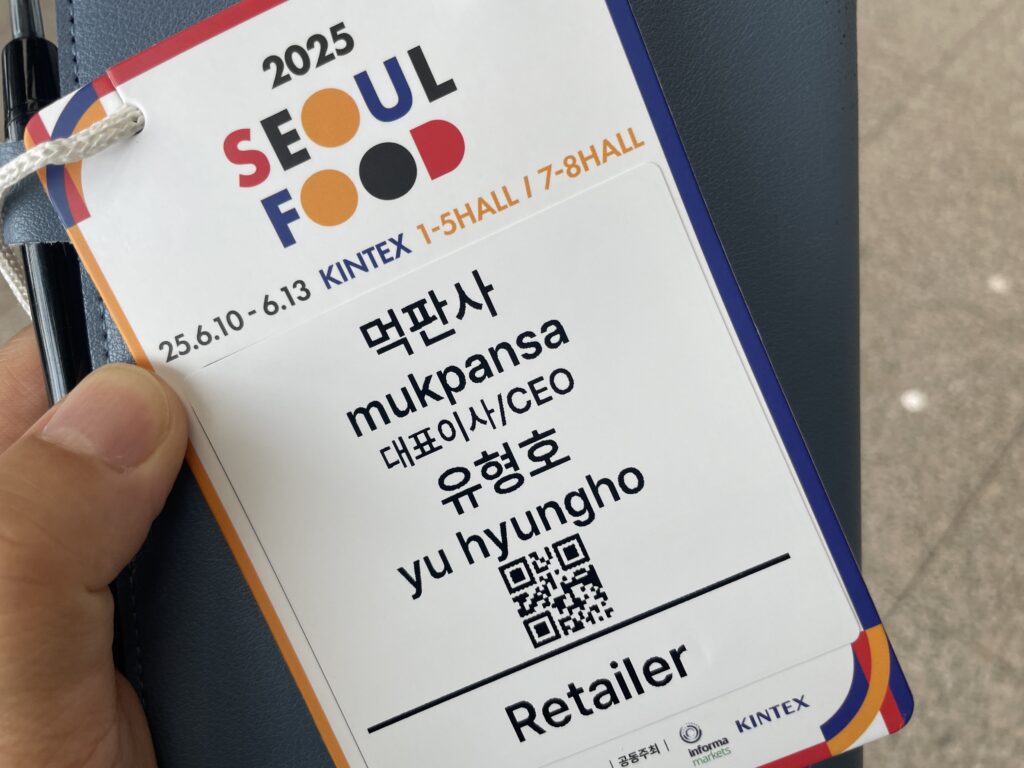 2025
SEOUL
FOOD
25.6.10 - 6.13 KINTEX 1-5HALL / 7-8HALL
먹판사
mukpansa
대표이사/CEO
유형호
yu hyungho
Retailer
| 공동주최 | informa markets KINTEX